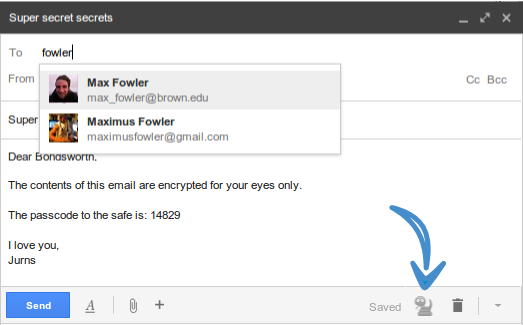 Super secret secrets
To fowler
From
Cc Bcc
Max Fowler
max_fowler@brown.edu
Maximus Fowler
maximusfowler@gmail.com
Super
Dear Bondsworth,
The contents of this email are encrypted for your eyes only.
The passcode to the safe is: 14829
I love you,
Jurns
Send A Saved